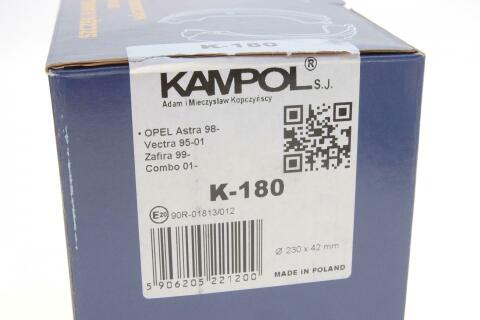 K-180
KAMPOL® S.J.
Adam i Mieczysław Kopczyńscy
• OPEL Astra 98-
Vectra 95-01
Zafira 99-
Combo 01-
K-180
E20 90R-01813/012
Ø 230 x 42 mm
MADE IN POLAND
5 906205 221200